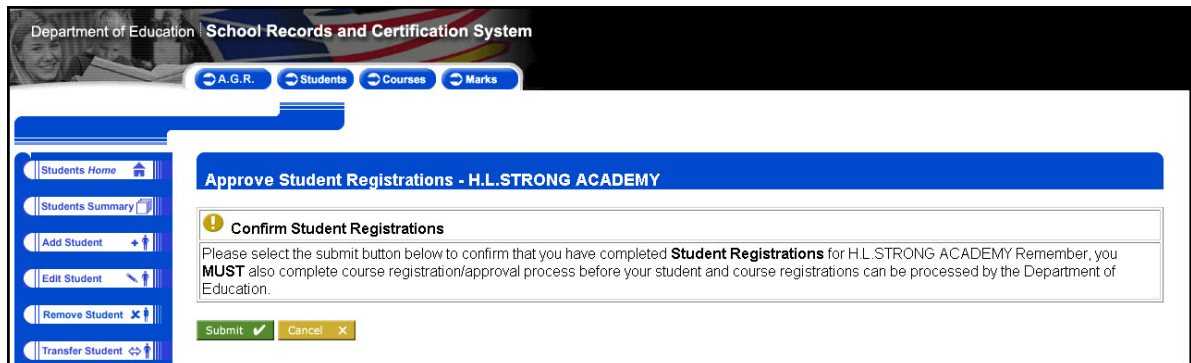 Department of Education School Records and Certification System
A.G.R. Students Courses Marks
Students Home
Students Summary
Add Student
Edit Student
Remove Student
Transfer Student
Approve Student Registrations - H.L.STRONG ACADEMY
Confirm Student Registrations
Please select the submit button below to confirm that you have completed Student Registrations for H.L.STRONG ACADEMY Remember, you
MUST also complete course registration/approval process before your student and course registrations can be processed by the Department of
Education.
Submit Cancel